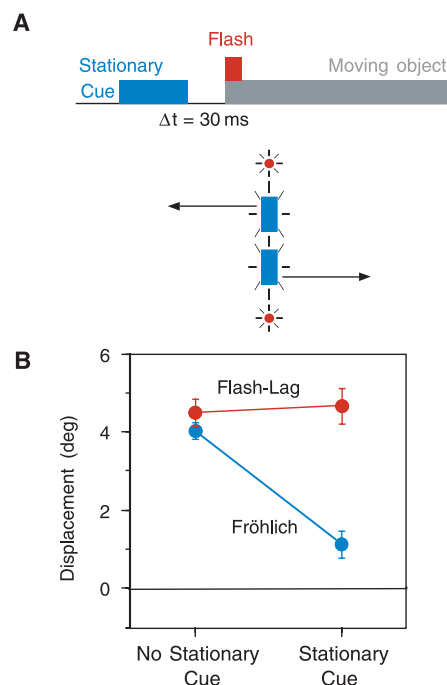 A
Flash
Stationary
Moving object
Cue
Δt = 30 ms
B
6
Flash-Lag
4
Displacement (deg)
2
Fröhlich
0
No Stationary
Cue
Stationary
Cue